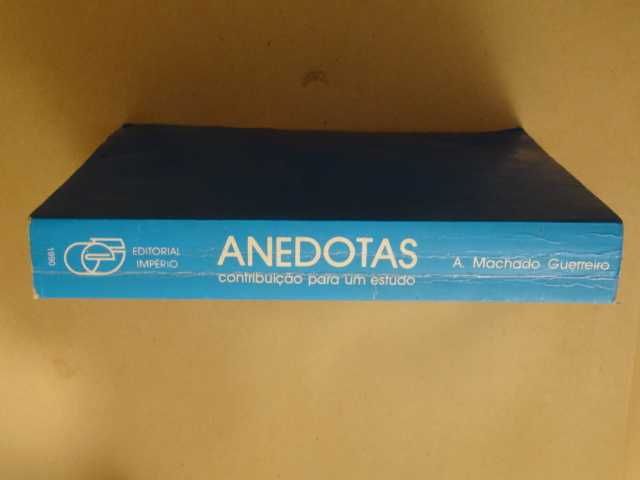 1990
EDITORIAL
IMPÉRIO
ANEDOTAS
contribuição para um estudo
A. Machado Guerreiro